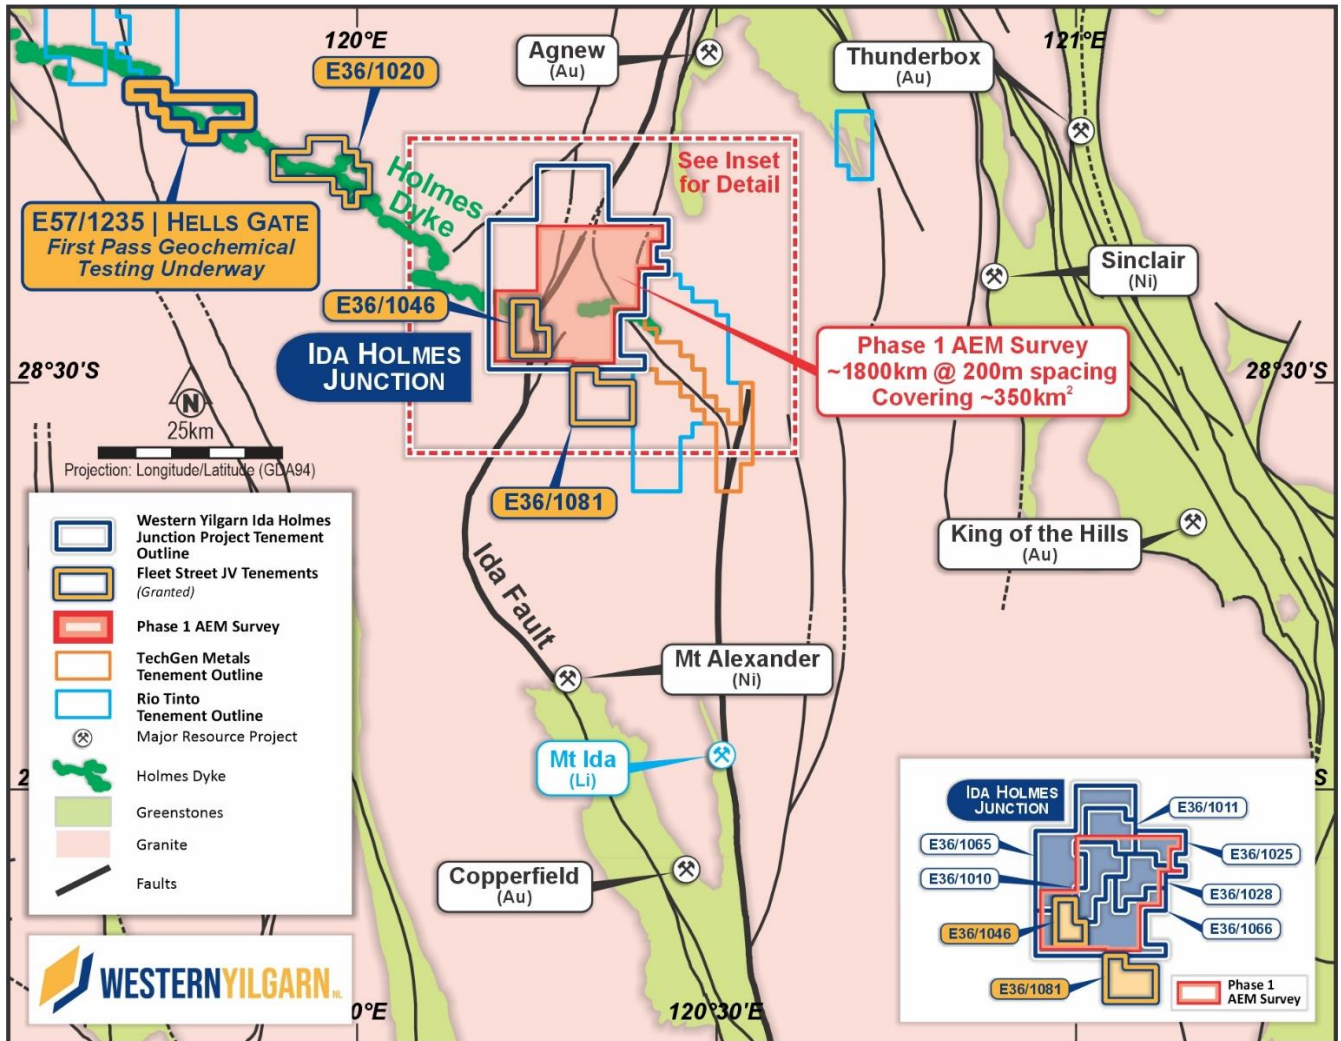 120°E
121°E
Agnew
(Au)
Thunderbox
(Au)
E36/1020
See Inset
for Detail
Holmes
Dyke
E57/1235 | HELLS GATE
First Pass Geochemical
Testing Underway
Sinclair
(Ni)
E36/1046
IDA HOLMES
JUNCTION
Phase 1 AEM Survey
~1800km @ 200m spacing
Covering ~350km²
28°30'S
28°30'S
N
25km
Projection: Longitude/Latitude (GDA94)
E36/1081
King of the Hills
(Au)
Ida Fault
Western Yilgarn Ida Holmes
Junction Project Tenement
Outline
Fleet Street JV Tenements
(Granted)
Phase 1 AEM Survey
TechGen Metals
Tenement Outline
Rio Tinto
Tenement Outline
Major Resource Project
Holmes Dyke
Greenstones
Granite
Faults
Mt Alexander
(Ni)
Mt Ida
(Li)
2
S
Copperfield
(Au)
IDA HOLMES
JUNCTION
E36/1011
E36/1065
E36/1025
E36/1010
E36/1028
E36/1046
E36/1066
E36/1081
Phase 1
AEM Survey
WESTERNYILGARN NL
0°E
120°30'E